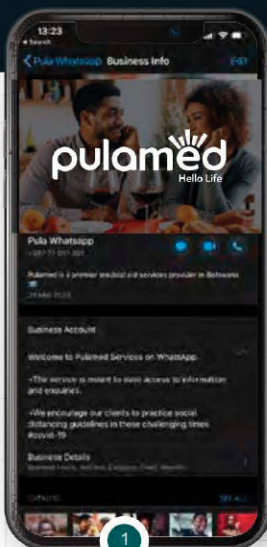 13:23
Search
Pula Whatsapp Business Info Edit
pulamed
Hello Life
Pula Whatsapp
Pulamed is a premier medical aid services provider in Botswana
Business Account
Welcome to Pulamed Services on WhatsApp.
•The service is meant to ease access to information
and enquiries.
•We encourage our clients to practice social
distancing guidelines in these challenging times
#covid-19
Business Details
SEE ALL
1